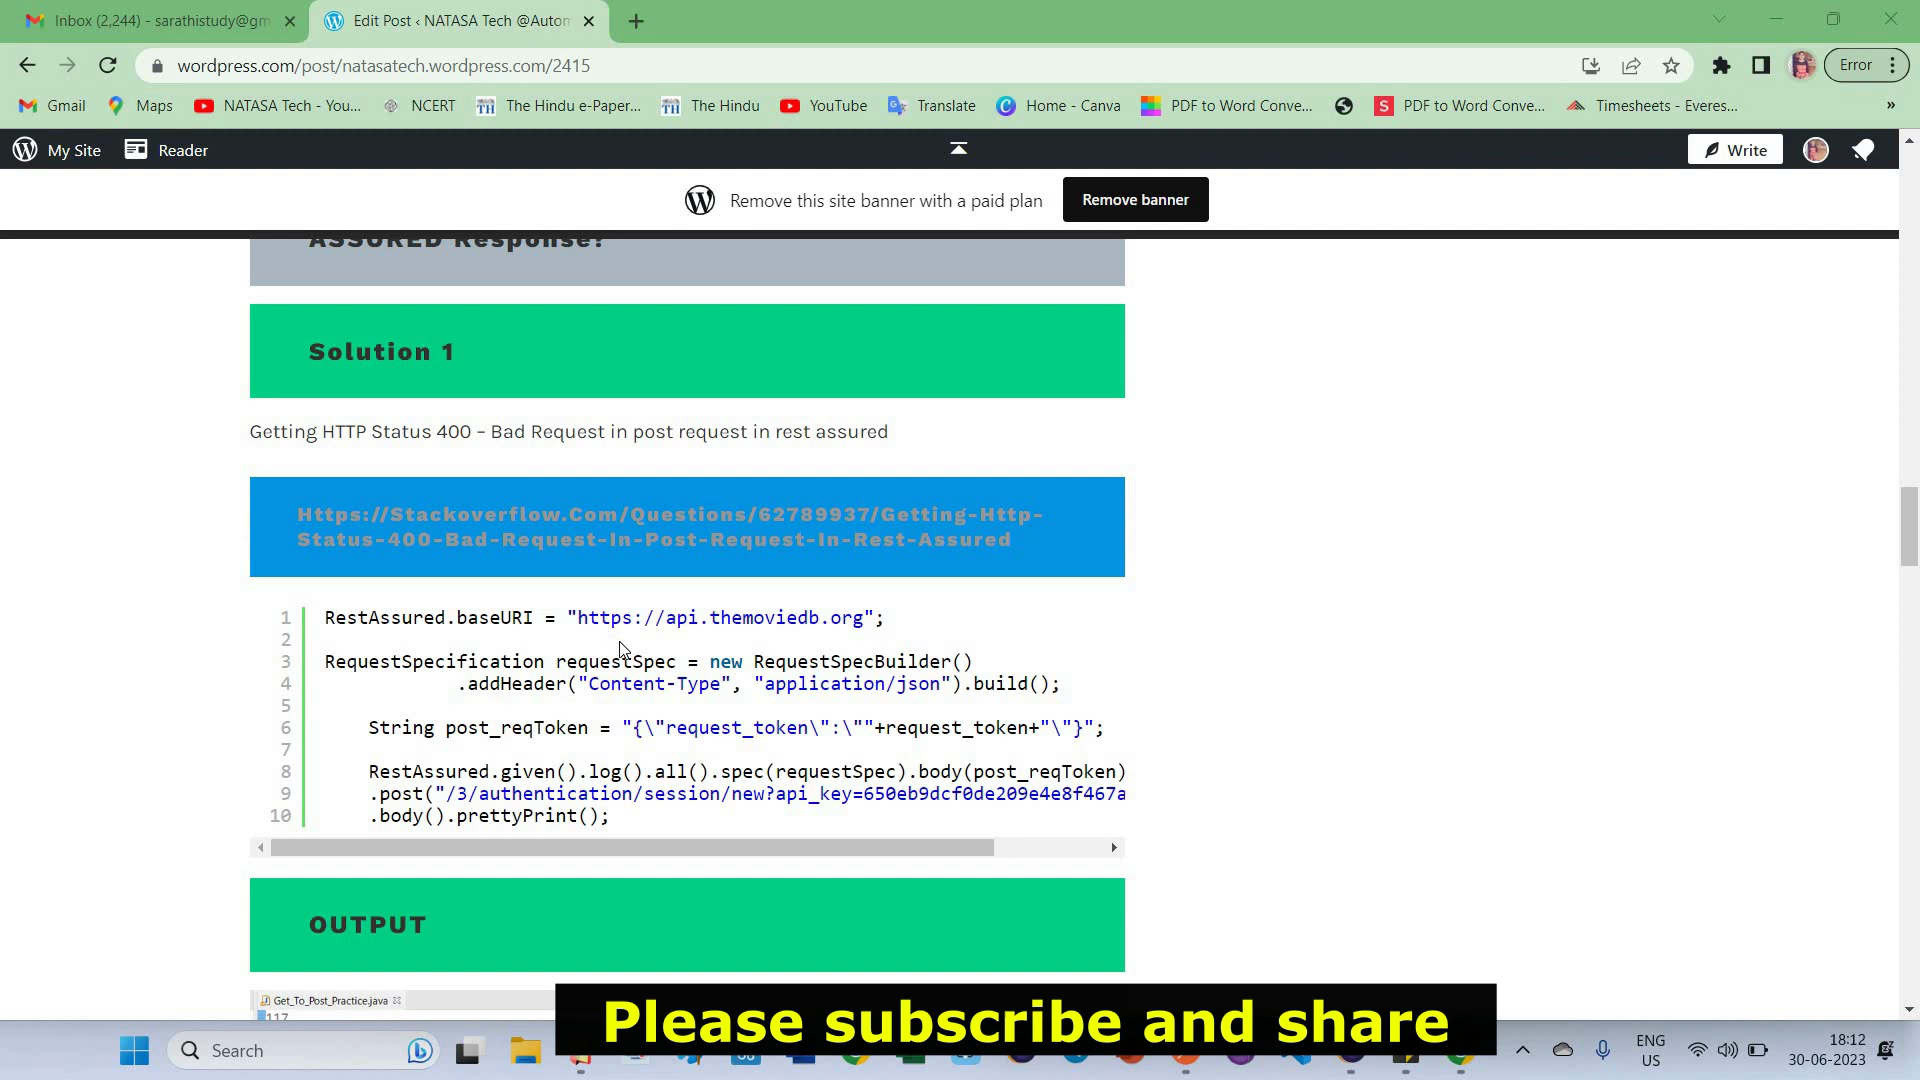 Inbox (2,244) - sarathistudy@gm
Edit Post ‹ NATASA Tech @Autom
wordpress.com/post/natasatech.wordpress.com/2415
Error
Gmail
Maps
NATASA Tech - You...
NCERT
The Hindu e-Paper...
The Hindu
YouTube
Translate
Home - Canva
PDF to Word Conve...
PDF to Word Conve...
Timesheets - Everes...
»
My Site
Reader
Write
Remove this site banner with a paid plan
Remove banner
ASSURED Response?
Solution 1
Getting HTTP Status 400 – Bad Request in post request in rest assured
Https://Stackoverflow.Com/Questions/62789937/Getting-Http-
Status-400-Bad-Request-In-Post-Request-In-Rest-Assured
1 RestAssured.baseURI = "https://api.themoviedb.org";
2
3 RequestSpecification requestSpec = new RequestSpecBuilder()
4 .addHeader("Content-Type", "application/json").build();
5
6 String post_reqToken = "{\"request_token\":\""+request_token+"\"}";
7
8 RestAssured.given().log().all().spec(requestSpec).body(post_reqToken)
9 .post("/3/authentication/session/new?api_key=650eb9dcf0de209e4e8f467a
10 .body().prettyPrint();
OUTPUT
Get_To_Post_Practice.java
117
Please subscribe and share
Search
ENG
US
18:12
30-06-2023